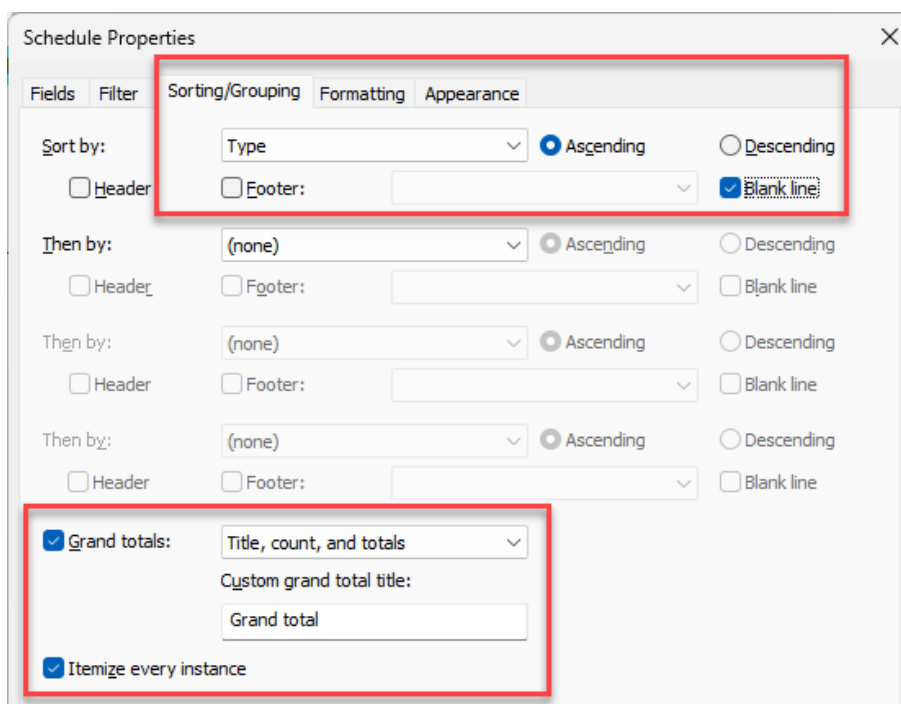 Schedule Properties
Fields Filter Sorting/Grouping Formatting Appearance
Sort by: Type Ascending Descending
Header Footer: Blank line
Then by: (none) Ascending Descending
Header Footer: Blank line
Then by: (none) Ascending Descending
Header Footer: Blank line
Then by: (none) Ascending Descending
Header Footer: Blank line
Grand totals: Title, count, and totals
Custom grand total title:
Grand total
Itemize every instance